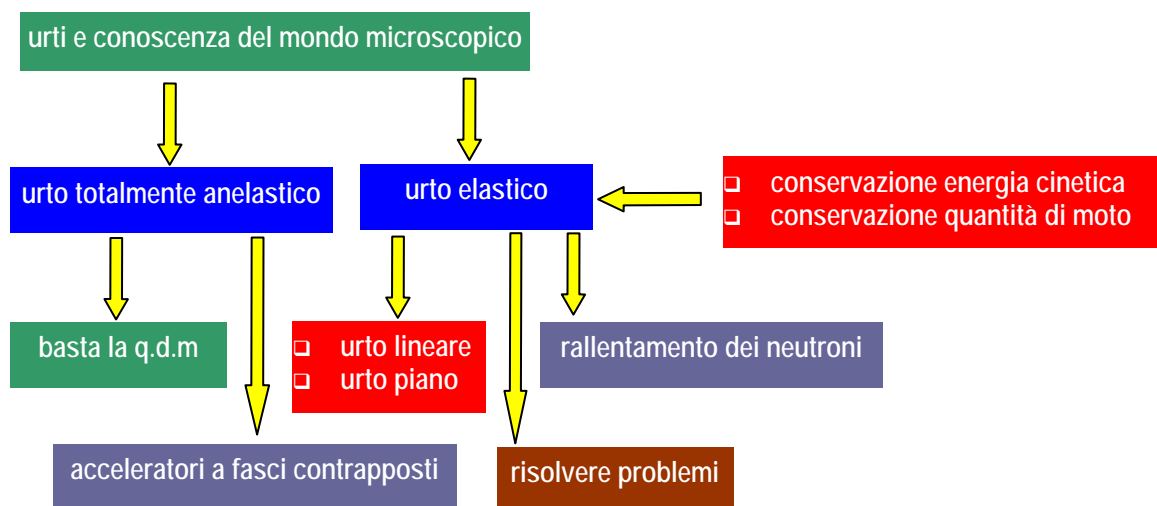 urti e conoscenza del mondo microscopico
urto totalmente anelastico
urto elastico
conservazione energia cinetica
conservazione quantità di moto
basta la q.d.m
urto lineare
urto piano
rallentamento dei neutroni
acceleratori a fasci contrapposti
risolvere problemi